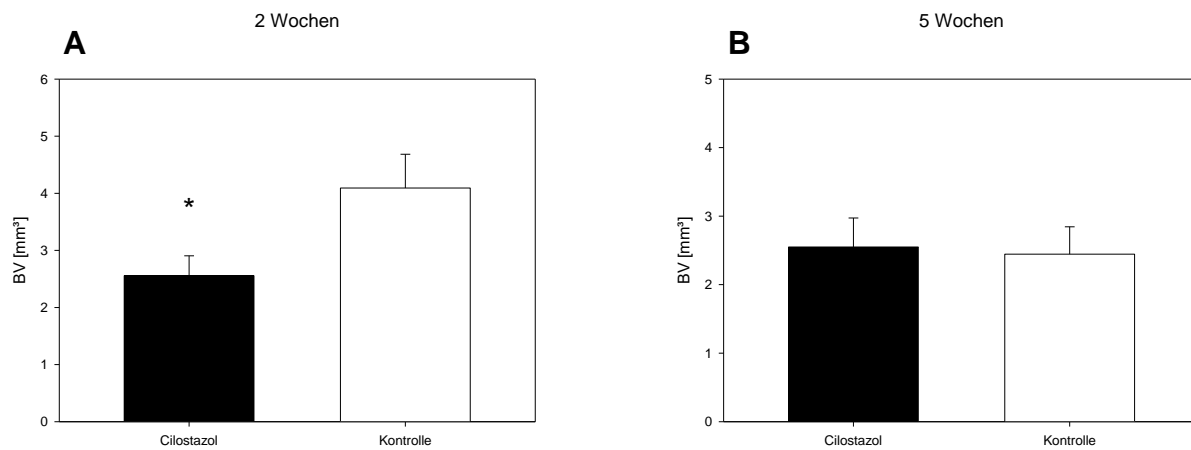 2 Wochen
A
6
5
4
3
2
1
0
BV [mm³]
*
Cilostazol Kontrolle
5 Wochen
B
5
4
3
2
1
0
BV [mm³]
Cilostazol Kontrolle